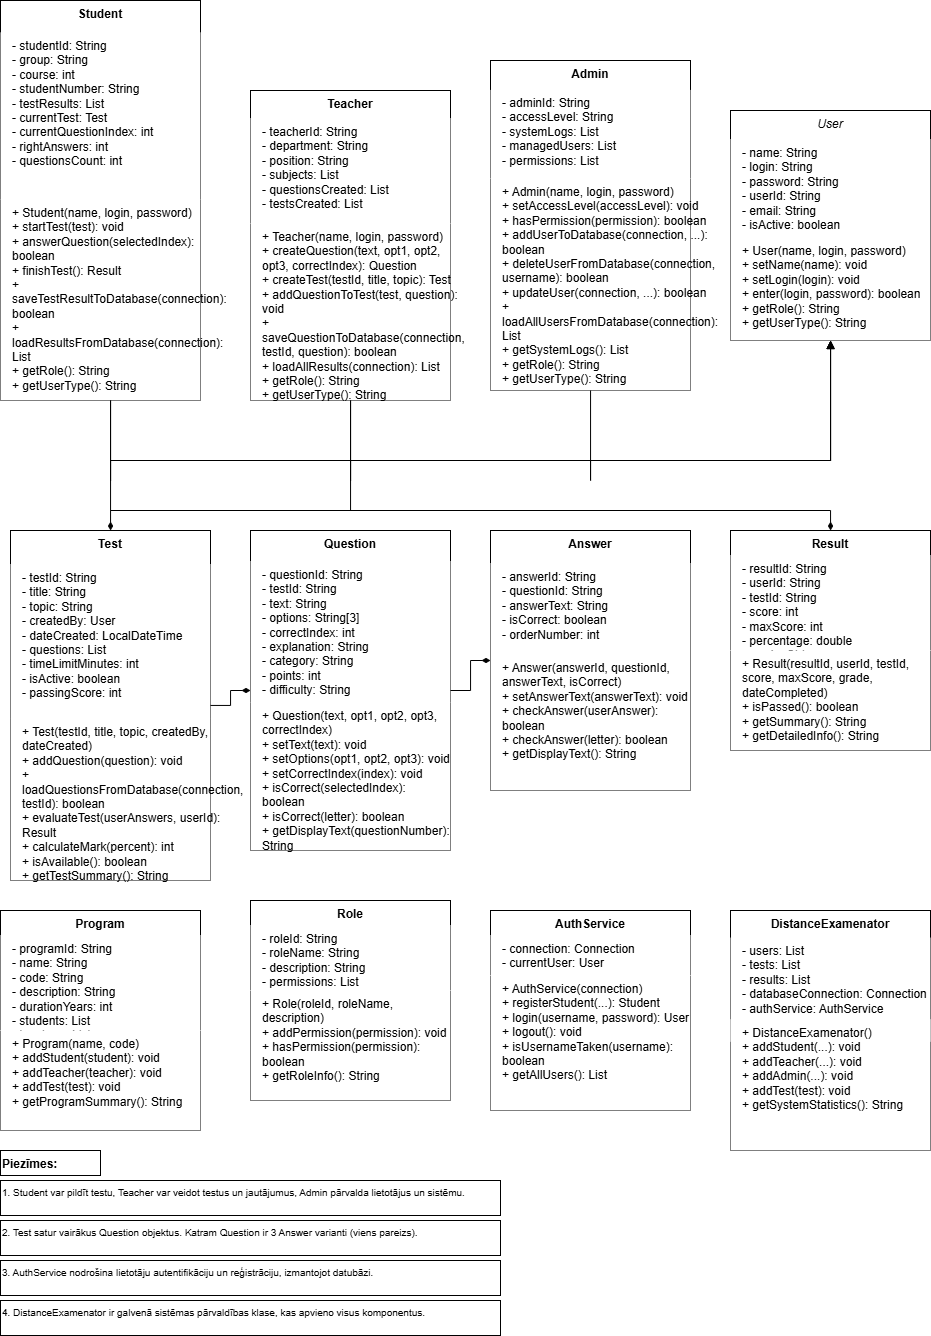 Student
- studentId: String
- group: String
- course: int
- studentNumber: String
- testResults: List
- currentTest: Test
- currentQuestionIndex: int
- rightAnswers: int
- questionsCount: int
+ Student(name, login, password)
+ startTest(test): void
+ answerQuestion(selectedIndex):
boolean
+ finishTest(): Result
+
saveTestResultToDatabase(connection):
boolean
+
loadResultsFromDatabase(connection):
List
+ getRole(): String
+ getUserType(): String
Teacher
- teacherId: String
- department: String
- position: String
- subjects: List
- questionsCreated: List
- testsCreated: List
+ Teacher(name, login, password)
+ createQuestion(text, opt1, opt2,
opt3, correctIndex): Question
+ createTest(testId, title, topic): Test
+ addQuestionToTest(test, question):
void
+
saveQuestionToDatabase(connection,
testId, question): boolean
+ loadAllResults(connection): List
+ getRole(): String
+ getUserType(): String
Admin
- adminId: String
- accessLevel: String
- systemLogs: List
- managedUsers: List
- permissions: List
+ Admin(name, login, password)
+ setAccessLevel(accessLevel): void
+ hasPermission(permission): boolean
+ addUserToDatabase(connection, ...):
boolean
+ deleteUserFromDatabase(connection,
username): boolean
+ updateUser(connection, ...): boolean
+
loadAllUsersFromDatabase(connection):
List
+ getSystemLogs(): List
+ getRole(): String
+ getUserType(): String
User
- name: String
- login: String
- password: String
- userId: String
- email: String
- isActive: boolean
+ User(name, login, password)
+ setName(name): void
+ setLogin(login): void
+ enter(login, password): boolean
+ getRole(): String
+ getUserType(): String
Test
- testId: String
- title: String
- topic: String
- createdBy: User
- dateCreated: LocalDateTime
- questions: List
- timeLimitMinutes: int
- isActive: boolean
- passingScore: int
+ Test(testId, title, topic, createdBy,
dateCreated)
+ addQuestion(question): void
+
loadQuestionsFromDatabase(connection,
testId): boolean
+ evaluateTest(userAnswers, userId):
Result
+ calculateMark(percent): int
+ isAvailable(): boolean
+ getTestSummary(): String
Question
- questionId: String
- testId: String
- text: String
- options: String[3]
- correctIndex: int
- explanation: String
- category: String
- points: int
- difficulty: String
+ Question(text, opt1, opt2, opt3,
correctIndex)
+ setText(text): void
+ setOptions(opt1, opt2, opt3): void
+ setCorrectIndex(index): void
+ isCorrect(selectedIndex):
boolean
+ isCorrect(letter): boolean
+ getDisplayText(questionNumber):
String
Answer
- answerId: String
- questionId: String
- answerText: String
- isCorrect: boolean
- orderNumber: int
+ Answer(answerId, questionId,
answerText, isCorrect)
+ setAnswerText(answerText): void
+ checkAnswer(userAnswer):
boolean
+ checkAnswer(letter): boolean
+ getDisplayText(): String
Result
- resultId: String
- userId: String
- testId: String
- score: int
- maxScore: int
- percentage: double
+ Result(resultId, userId, testId,
score, maxScore, grade,
dateCompleted)
+ isPassed(): boolean
+ getSummary(): String
+ getDetailedInfo(): String
Program
- programId: String
- name: String
- code: String
- description: String
- durationYears: int
- students: List
+ Program(name, code)
+ addStudent(student): void
+ addTeacher(teacher): void
+ addTest(test): void
+ getProgramSummary(): String
Role
- roleId: String
- roleName: String
- description: String
- permissions: List
+ Role(roleId, roleName,
description)
+ addPermission(permission): void
+ hasPermission(permission):
boolean
+ getRoleInfo(): String
AuthService
- connection: Connection
- currentUser: User
+ AuthService(connection)
+ registerStudent(...): Student
+ login(username, password): User
+ logout(): void
+ isUsernameTaken(username):
boolean
+ getAllUsers(): List
DistanceExamenator
- users: List
- tests: List
- results: List
- databaseConnection: Connection
- authService: AuthService
+ DistanceExamenator()
+ addStudent(...): void
+ addTeacher(...): void
+ addAdmin(...): void
+ addTest(test): void
+ getSystemStatistics(): String
Piezīmes:
1. Student var pildīt testu, Teacher var veidot testus un jautājumus, Admin pārvalda lietotājus un sistēmu.
2. Test satur vairākus Question objektus. Katram Question ir 3 Answer varianti (viens pareizs).
3. AuthService nodrošina lietotāju autentifikāciju un reģistrāciju, izmantojot datubāzi.
4. DistanceExamenator ir galvenā sistēmas pārvaldības klase, kas apvieno visus komponentus.